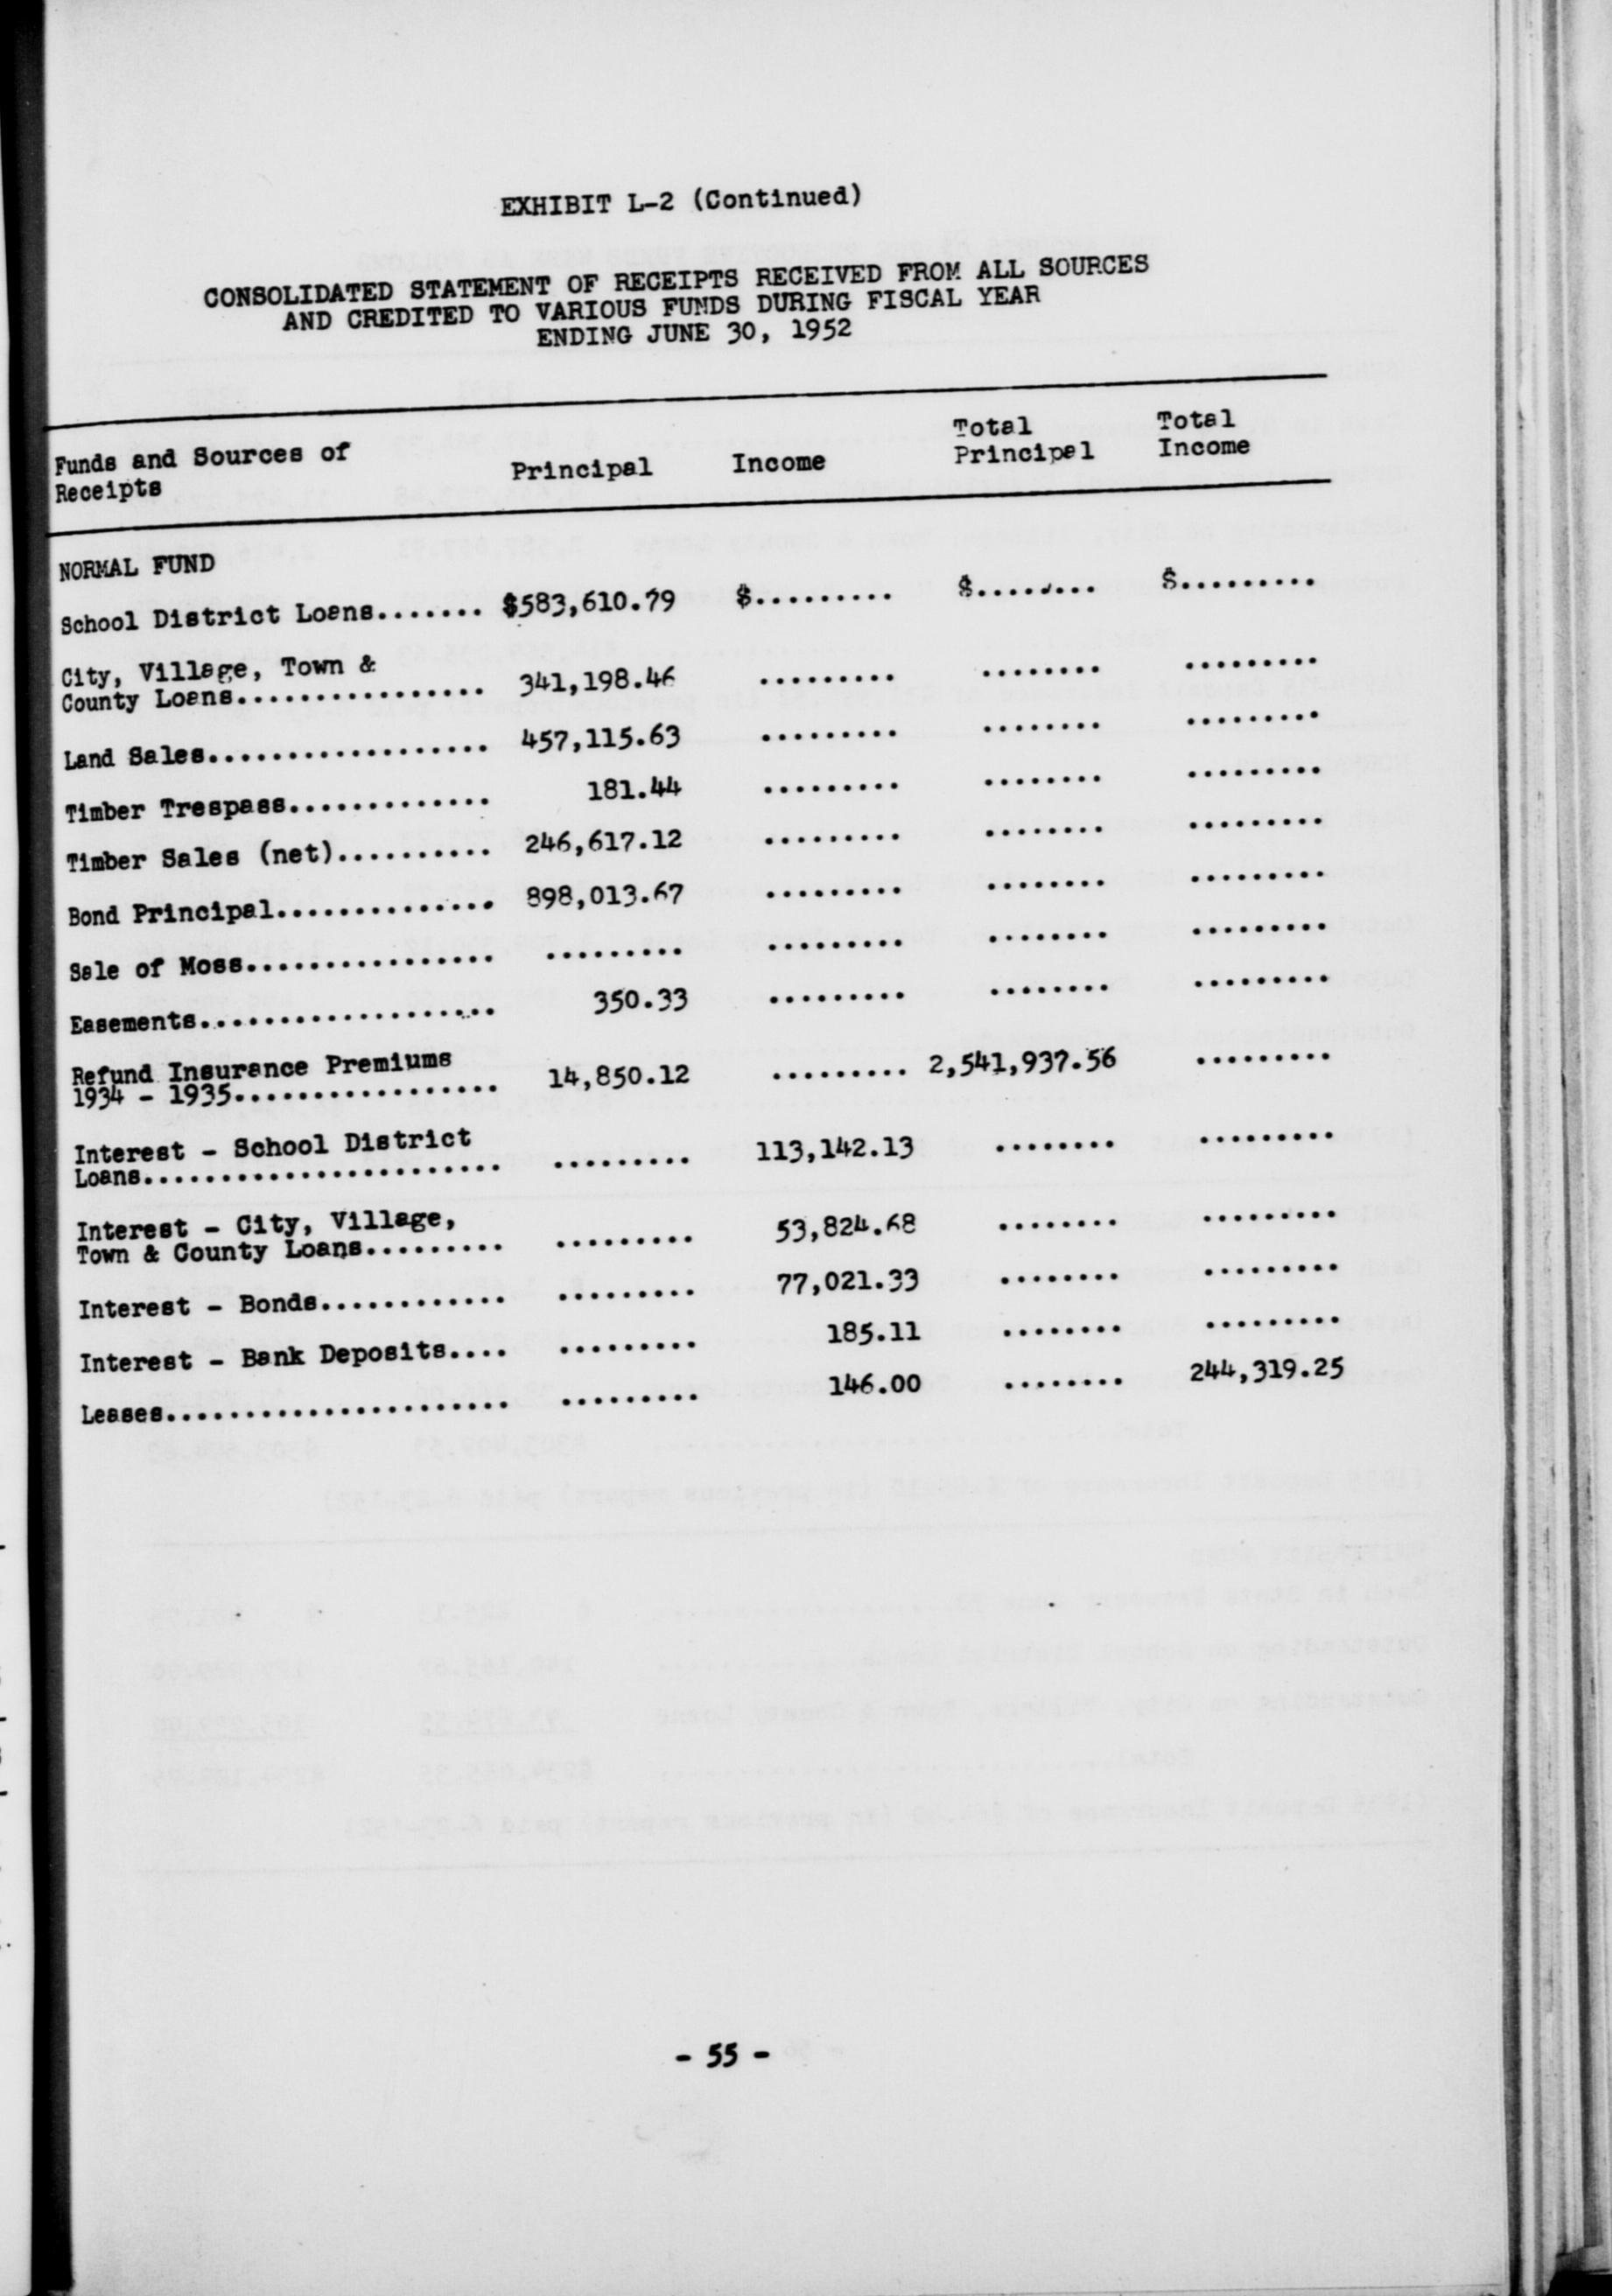 EXHIBIT L-2 (Continued)
CONSOLIDATED STATEMENT OF RECEIPTS RECEIVED FROM ALL SOURCES
AND CREDITED TO VARIOUS FUNDS DURING FISCAL YEAR
ENDING JUNE 30, 1952
Funds and Sources of Receipts Principal Income Total Principal Total Income
NORMAL FUND
School District Loans....... $583,610.79 $......... $........ $.........
City, Village, Town &
County Loans................ 341,198.46 ......... ........ .........
Land Sales.................. 457,115.63 ......... ........ .........
Timber Trespass............. 181.44 ......... ........ .........
Timber Sales (net).......... 246,617.12 ......... ........ .........
Bond Principal.............. 898,013.67 ......... ........ .........
Sale of Moss................ ......... ......... ........ .........
Easements................... 350.33 ......... ........ .........
Refund Insurance Premiums
1934 - 1935................. 14,850.12 ......... 2,541,937.56 .........
Interest - School District
Loans....................... ......... 113,142.13 ........ .........
Interest - City, Village,
Town & County Loans......... ......... 53,824.68 ........ .........
Interest - Bonds............ ......... 77,021.33 ........ .........
Interest - Bank Deposits.... ......... 185.11 ........ .........
Leases...................... ......... 146.00 ........ 244,319.25
- 55 -